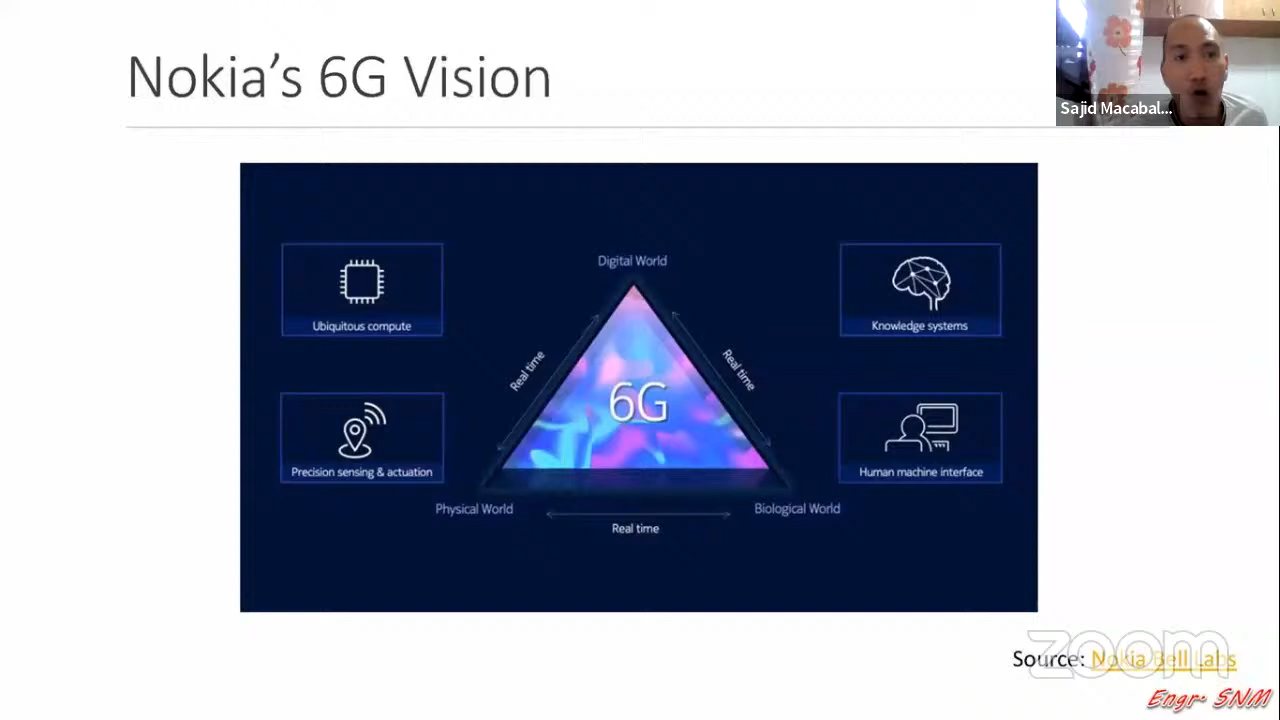 Nokia's 6G Vision
Sajid Macabal...
Digital World
Ubiquitous compute
Knowledge systems
Real time
Real time
6G
Precision sensing & actuation
Human machine interface
Physical World
Biological World
Real time
zoom
Source: Nokia Bell Labs
Engr. SNM